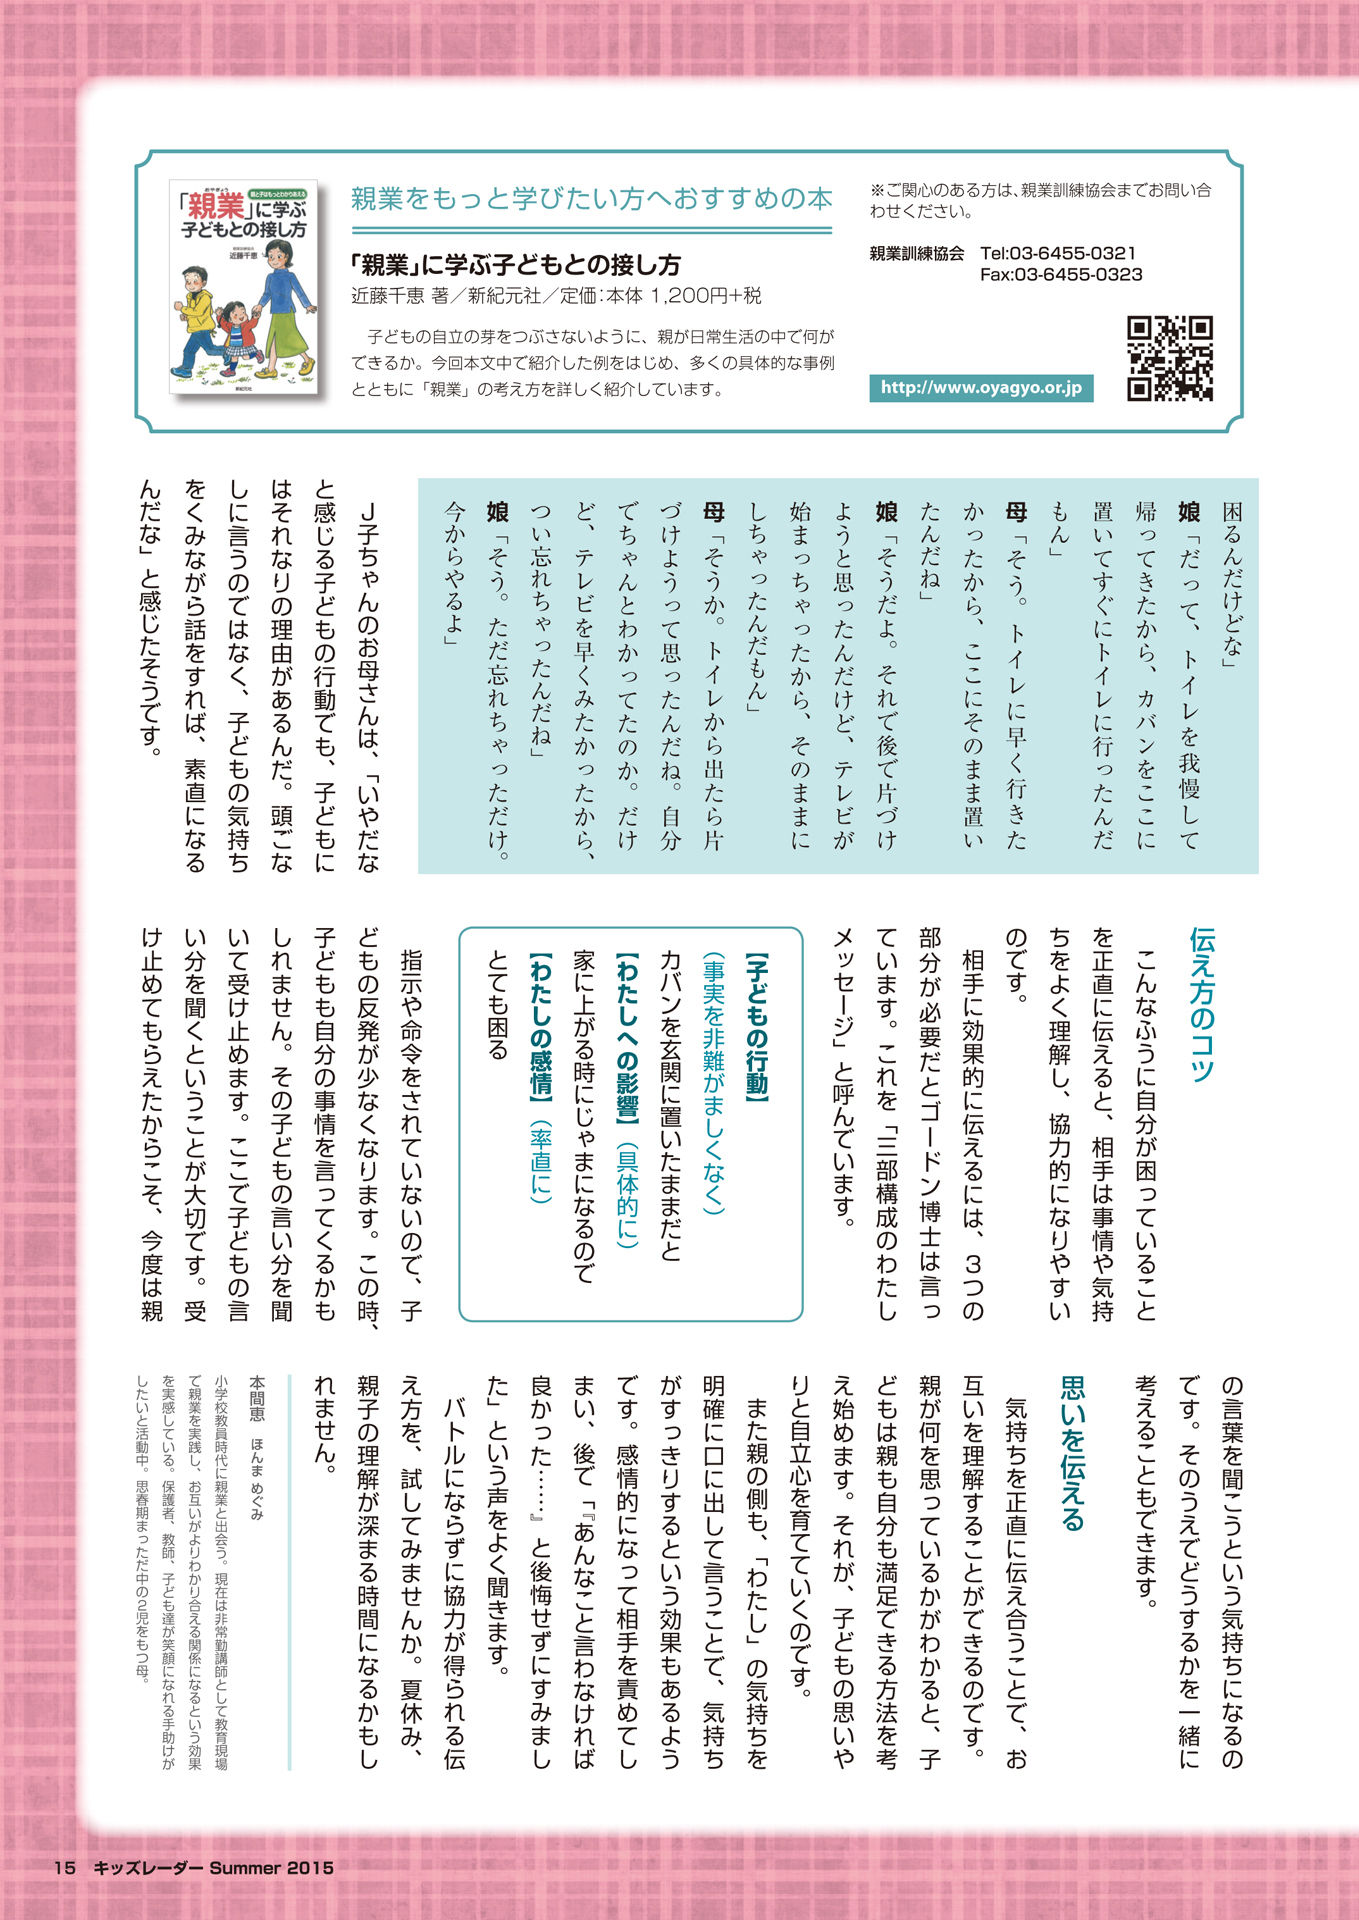 親と子はもっとわかりあえる
おやぎょう
「親業」に学ぶ
子どもとの接し方
親業訓練協会
近藤千恵
新紀元社
親業をもっと学びたい方へおすすめの本
「親業」に学ぶ子どもとの接し方
近藤千恵 著／新紀元社／定価：本体 1,200円+税
子どもの自立の芽をつぶさないように、親が日常生活の中で何が
できるか。今回本文中で紹介した例をはじめ、多くの具体的な事例
とともに「親業」の考え方を詳しく紹介しています。
※ご関心のある方は、親業訓練協会までお問い合
わせください。
親業訓練協会 Tel:03-6455-0321
Fax:03-6455-0323
http://www.oyagyo.or.jp
困るんだけどな」
娘「だって、トイレを我慢して
帰ってきたから、カバンをここに
置いてすぐにトイレに行ったんだ
もん」
母「そう。トイレに早く行きた
かったから、ここにそのまま置い
たんだね」
娘「そうだよ。それで後で片づけ
ようと思ったんだけど、テレビが
始まっちゃったから、そのままに
しちゃったんだもん」
母「そうか。トイレから出たら片
づけようって思ったんだね。自分
でちゃんとわかってたのか。だけ
ど、テレビを早くみたかったから、
つい忘れちゃったんだね」
娘「そう。ただ忘れちゃっただけ。
今からやるよ」
Ｊ子ちゃんのお母さんは、「いやだな
と感じる子どもの行動でも、子どもに
はそれなりの理由があるんだ。頭ごな
しに言うのではなく、子どもの気持ち
をくみながら話をすれば、素直になる
んだな」と感じたそうです。
伝え方のコツ
こんなふうに自分が困っていること
を正直に伝えると、相手は事情や気持
ちをよく理解し、協力的になりやすい
のです。
相手に効果的に伝えるには、３つの
部分が必要だとゴードン博士は言っ
ています。これを「三部構成のわたし
メッセージ」と呼んでいます。
【子どもの行動】
（事実を非難がましくなく）
カバンを玄関に置いたままだと
【わたしへの影響】（具体的に）
家に上がる時にじゃまになるので
【わたしの感情】（率直に）
とても困る
指示や命令をされていないので、子
どもの反発が少なくなります。この時、
子どもも自分の事情を言ってくるかも
しれません。その子どもの言い分を聞
いて受け止めます。ここで子どもの言
い分を聞くということが大切です。受
け止めてもらえたからこそ、今度は親
の言葉を聞こうという気持ちになるの
です。そのうえでどうするかを一緒に
考えることもできます。
思いを伝える
気持ちを正直に伝え合うことで、お
互いを理解することができるのです。
親が何を思っているかがわかると、子
どもは親も自分も満足できる方法を考
え始めます。それが、子どもの思いや
りと自立心を育てていくのです。
また親の側も、「わたし」の気持ちを
明確に口に出して言うことで、気持ち
がすっきりするという効果もあるよう
です。感情的になって相手を責めてし
まい、後で「『あんなこと言わなければ
良かった……』と後悔せずにすみまし
た」という声をよく聞きます。
バトルにならずに協力が得られる伝
え方を、試してみませんか。夏休み、
親子の理解が深まる時間になるかもし
れません。
本間恵 ほんま めぐみ
小学校教員時代に親業と出会う。現在は非常勤講師として教育現場
で親業を実践し、お互いがよりわかり合える関係になるという効果
を実感している。保護者、教師、子ども達が笑顔になれる手助けが
したいと活動中。思春期まっただ中の２児をもつ母。
15 キッズレーダー Summer 2015